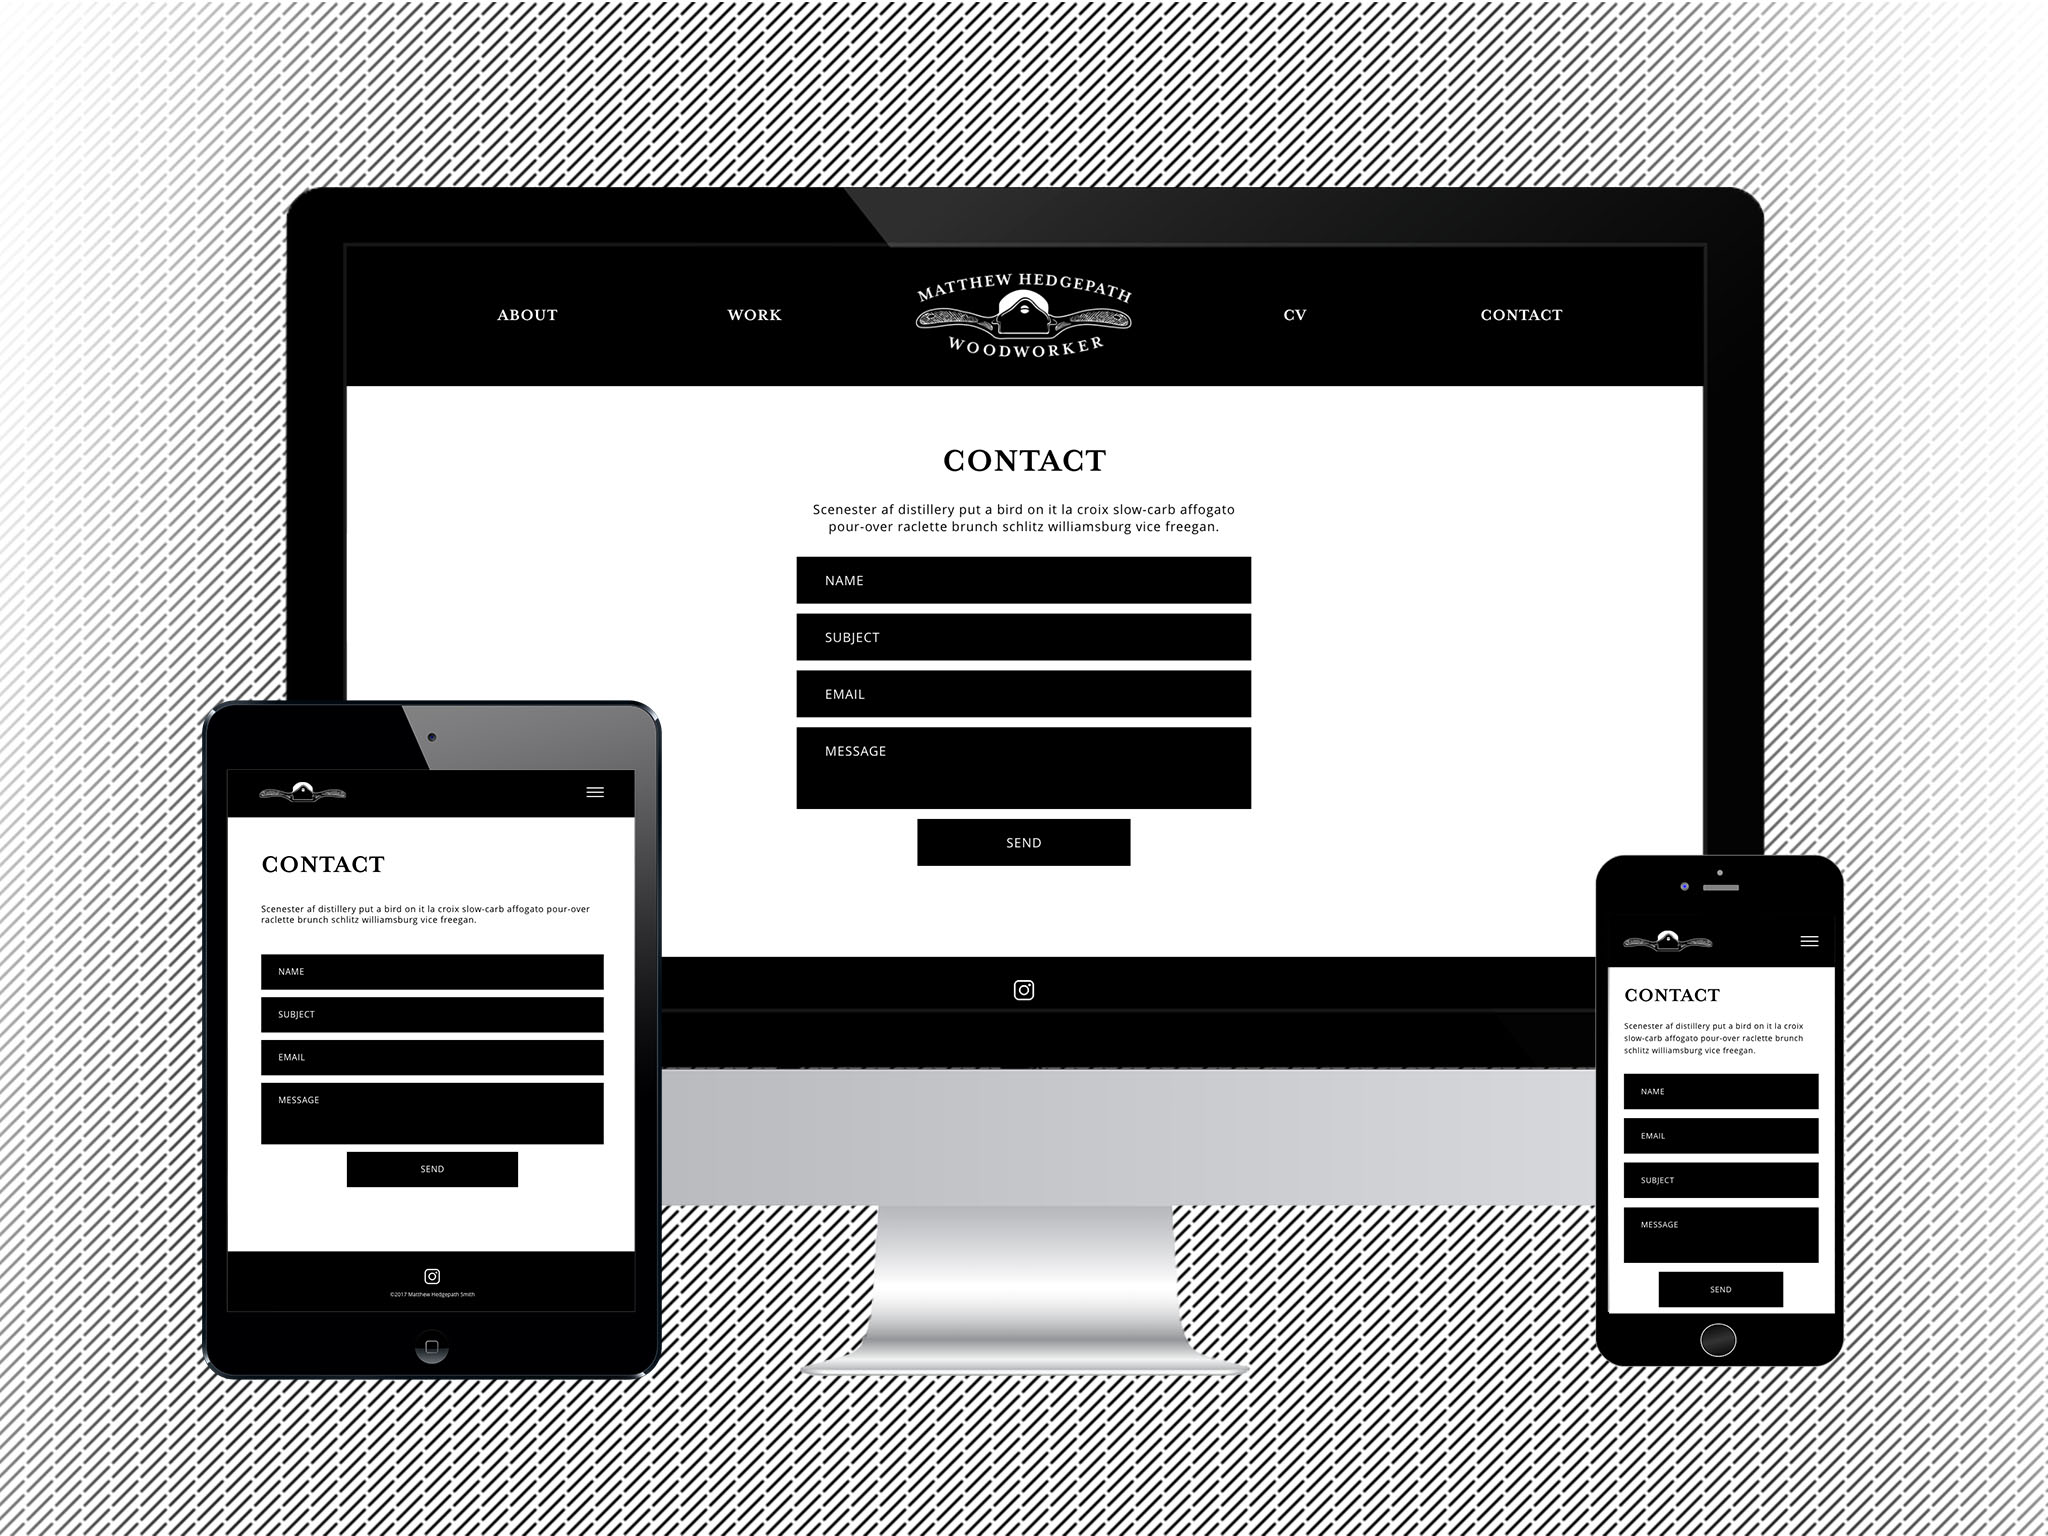 MATTHEW HEDGEPATH
ABOUT WORK CV CONTACT
WOODWORKER
CONTACT
Scenester af distillery put a bird on it la croix slow-carb affogato
pour-over raclette brunch schlitz williamsburg vice freegan.
NAME
SUBJECT
EMAIL
MESSAGE
SEND
CONTACT
Scenester af distillery put a bird on it la croix slow-carb affogato pour-over
raclette brunch schlitz williamsburg vice freegan.
NAME
SUBJECT
EMAIL
MESSAGE
SEND
©2017 Matthew Hedgepath Smith
CONTACT
Scenester af distillery put a bird on it la croix
slow-carb affogato pour-over raclette brunch
schlitz williamsburg vice freegan.
NAME
EMAIL
SUBJECT
MESSAGE
SEND